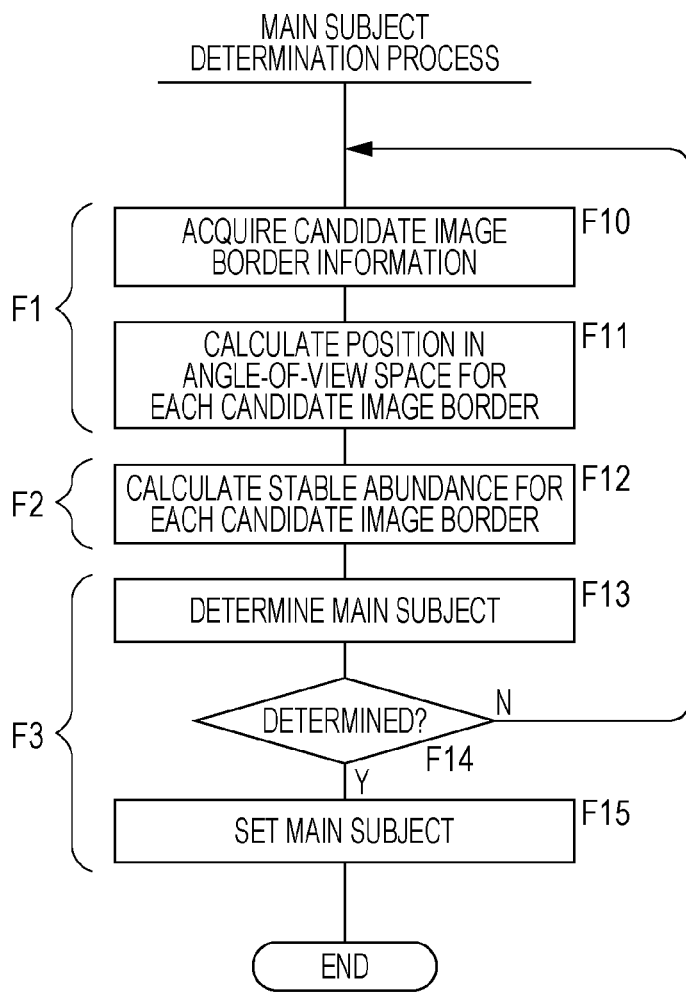 MAIN SUBJECT
DETERMINATION PROCESS
F1
ACQUIRE CANDIDATE IMAGE
BORDER INFORMATION
F10
CALCULATE POSITION IN
ANGLE-OF-VIEW SPACE FOR
EACH CANDIDATE IMAGE BORDER
F11
F2
CALCULATE STABLE ABUNDANCE FOR
EACH CANDIDATE IMAGE BORDER
F12
F3
DETERMINE MAIN SUBJECT
F13
DETERMINED?
N
F14
Y
SET MAIN SUBJECT
F15
END